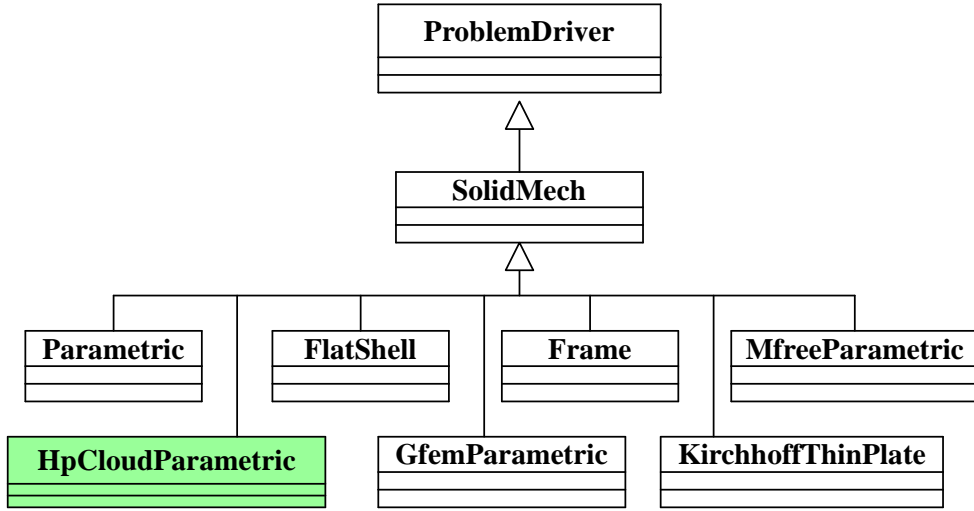 ProblemDriver
SolidMech
Parametric
FlatShell
Frame
MfreeParametric
HpCloudParametric
GfemParametric
KirchhoffThinPlate